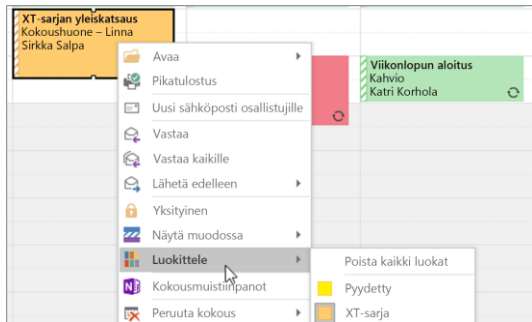 XT-sarjan yleiskatsaus
Kokoushuone – Linna
Sirkka Salpa
Viikonlopun aloitus
Kahvio
Katri Korhola
Avaa
Pikatulostus
Uusi sähköposti osallistujille
Vastaa
Vastaa kaikille
Lähetä edelleen
Yksityinen
Näytä muodossa
Luokittele
Kokousmuistiinpanot
Peruuta kokous
Poista kaikki luokat
Pyydetty
XT-sarja